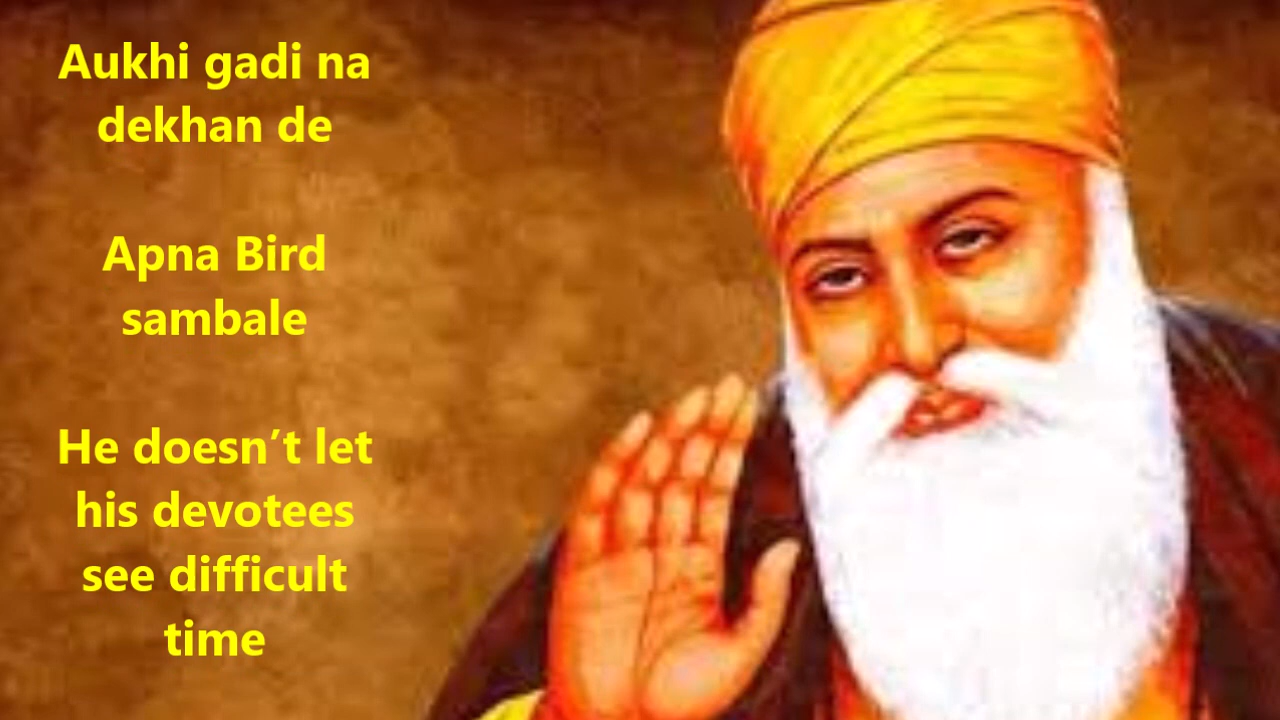 Aukhi gadi na
dekhan de
Apna Bird
sambale
He doesn’t let
his devotees
see difficult
time